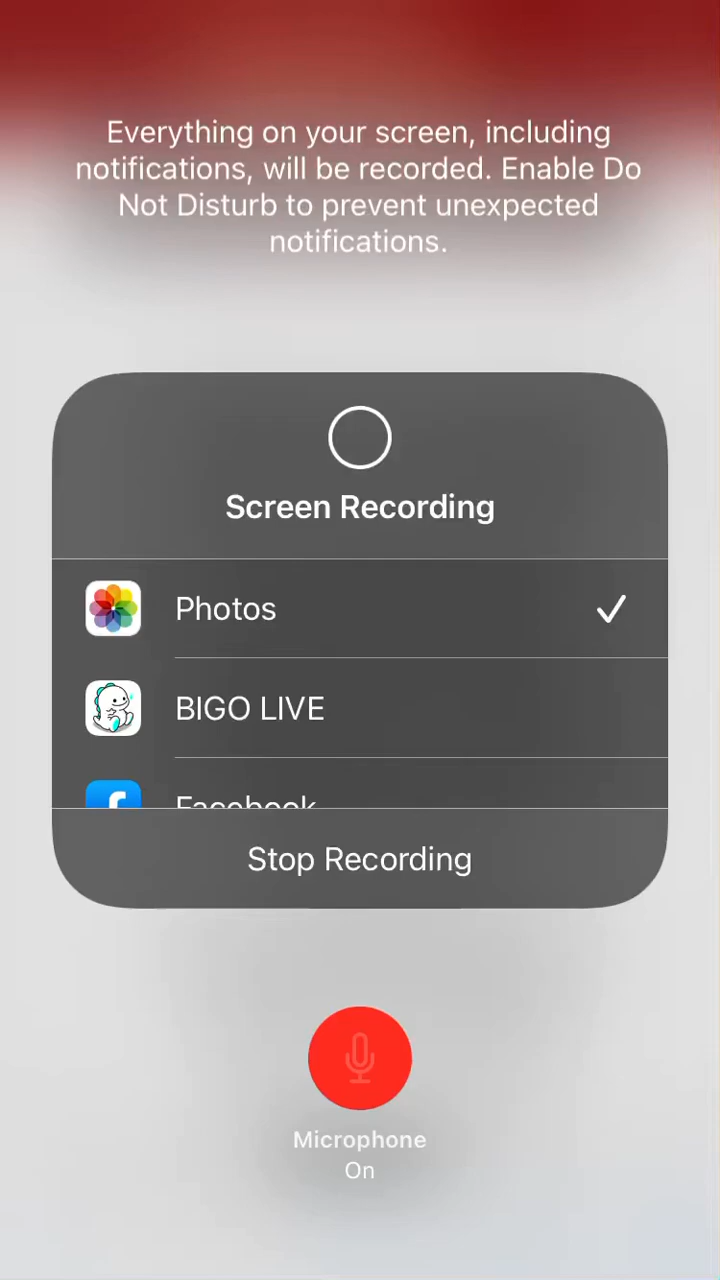 Everything on your screen, including
notifications, will be recorded. Enable Do
Not Disturb to prevent unexpected
notifications.
Screen Recording
Photos
BIGO LIVE
Facebook
Stop Recording
Microphone
On